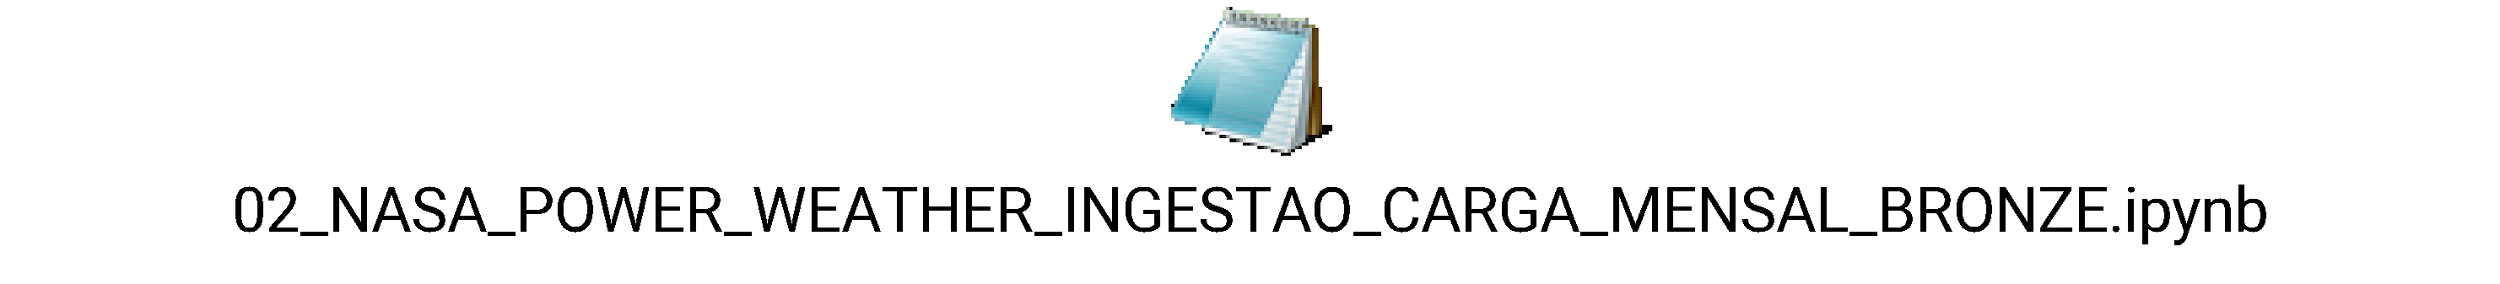 02_NASA_POWER_WEATHER_INGESTAO_CARGA_MENSAL_BRONZE.ipynb